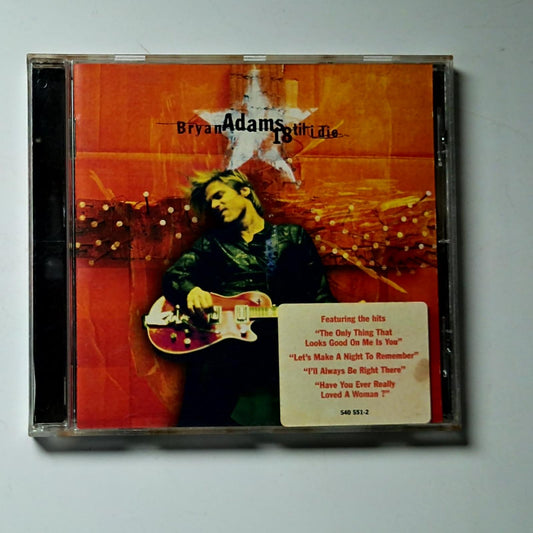 Bryan Adams 18 til i die
Featuring the hits
"The Only Thing That
Looks Good On Me Is You"
"Let's Make A Night To Remember"
"I'll Always Be Right There"
"Have You Ever Really
Loved A Woman ?"
540 551-2